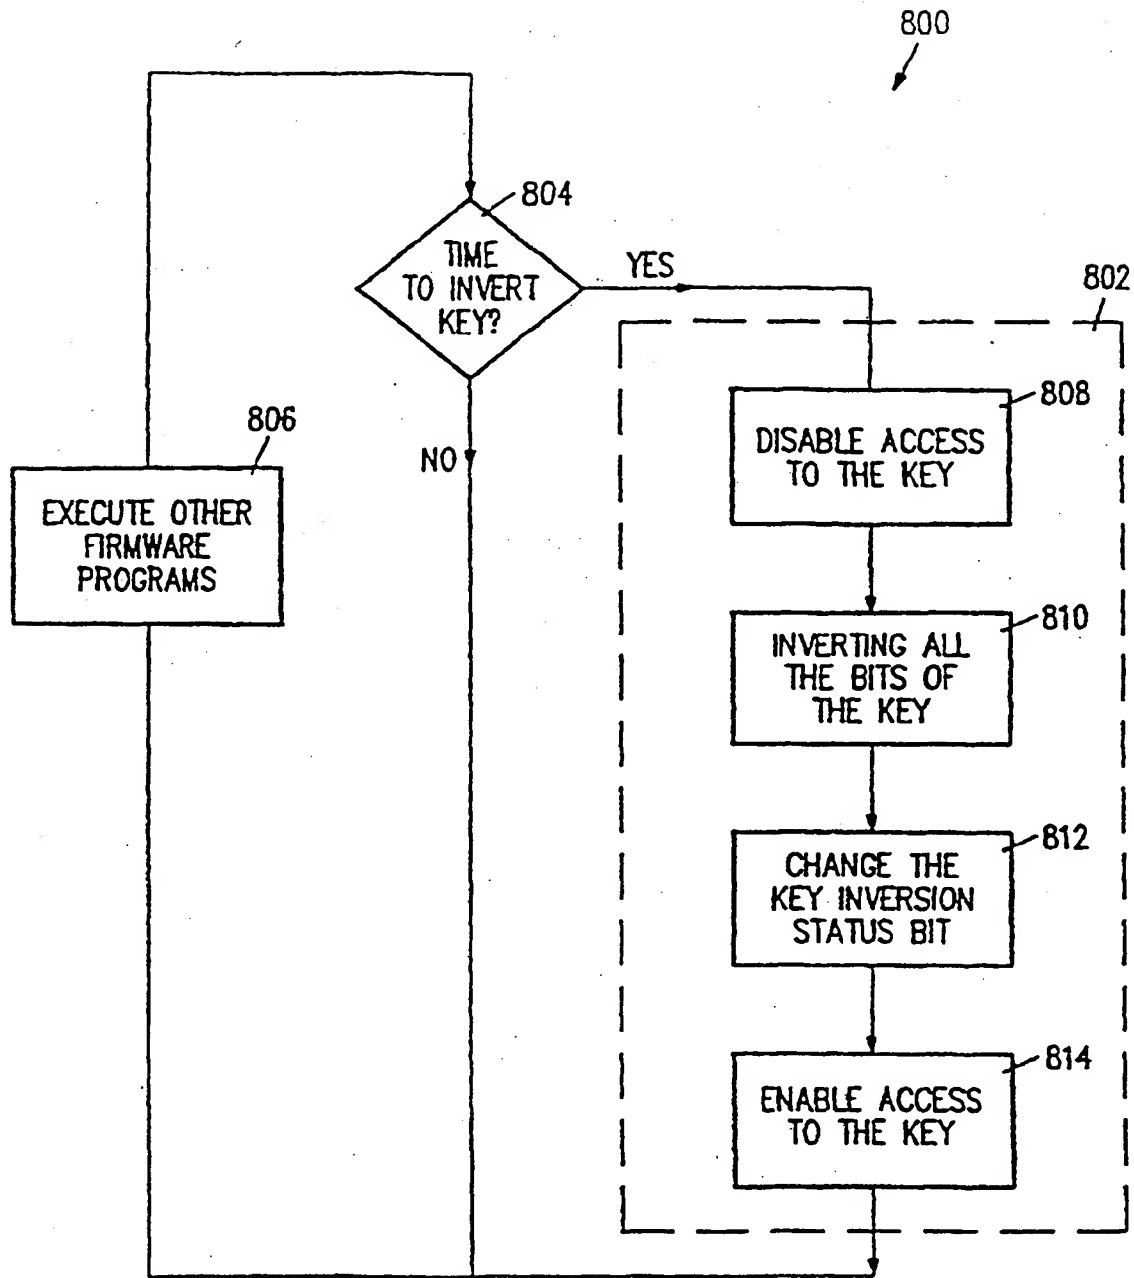 800
804
TIME
TO INVERT
KEY?
YES
802
808
DISABLE ACCESS
TO THE KEY
NO
806
EXECUTE OTHER
FIRMWARE
PROGRAMS
810
INVERTING ALL
THE BITS OF
THE KEY
812
CHANGE THE
KEY INVERSION
STATUS BIT
814
ENABLE ACCESS
TO THE KEY